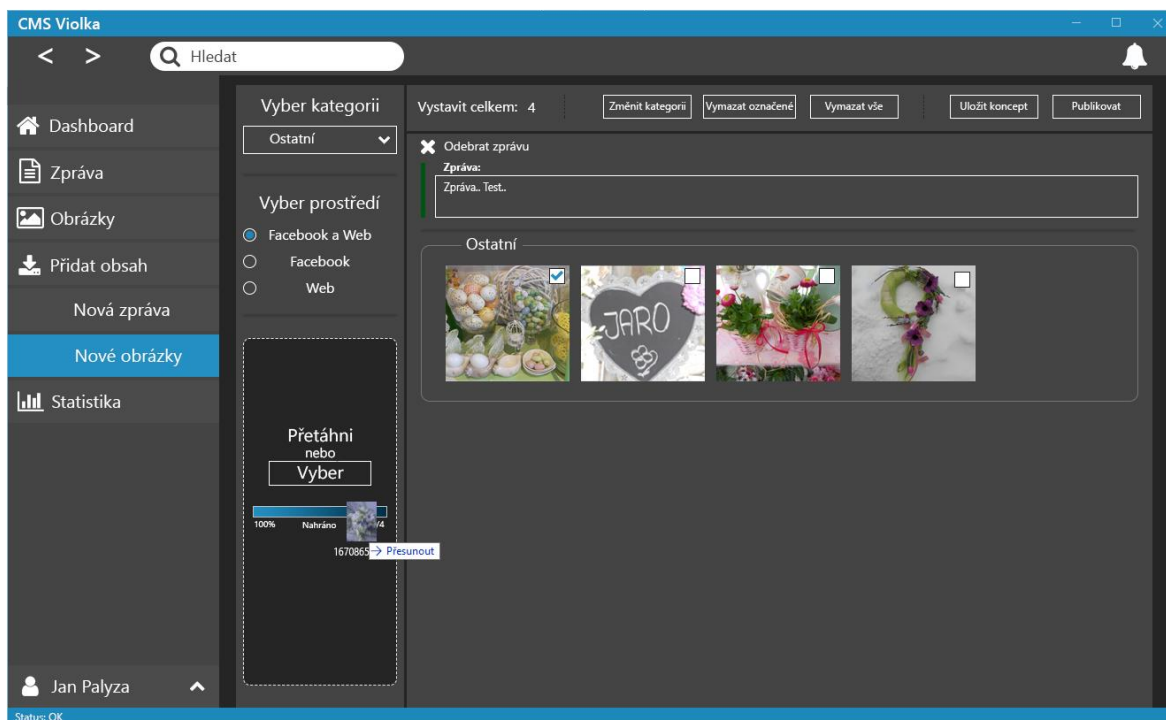 CMS Violka
Hledat
Dashboard
Zpráva
Obrázky
Přidat obsah
Nová zpráva
Nové obrázky
Statistika
Jan Palyza
Status: OK
Vyber kategorii
Ostatní
Vyber prostředí
Facebook a Web
Facebook
Web
Přetáhni
nebo
Vyber
100% Nahráno /4
1670865 → Přesunout
Vystavit celkem: 4 Změnit kategorii Vymazat označené Vymazat vše Uložit koncept Publikovat
Odebrat zprávu
Zpráva:
Zpráva.. Test..
Ostatní
JARO